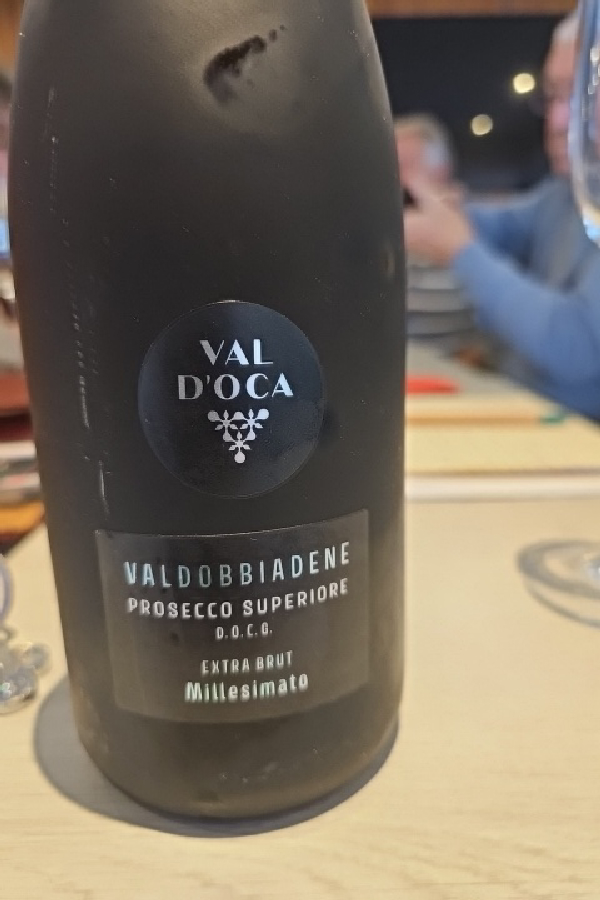 VAL
D'OCA
VALDOBBIADENE
PROSECCO SUPERIORE
D.O.C.G.
EXTRA BRUT
Millesimato